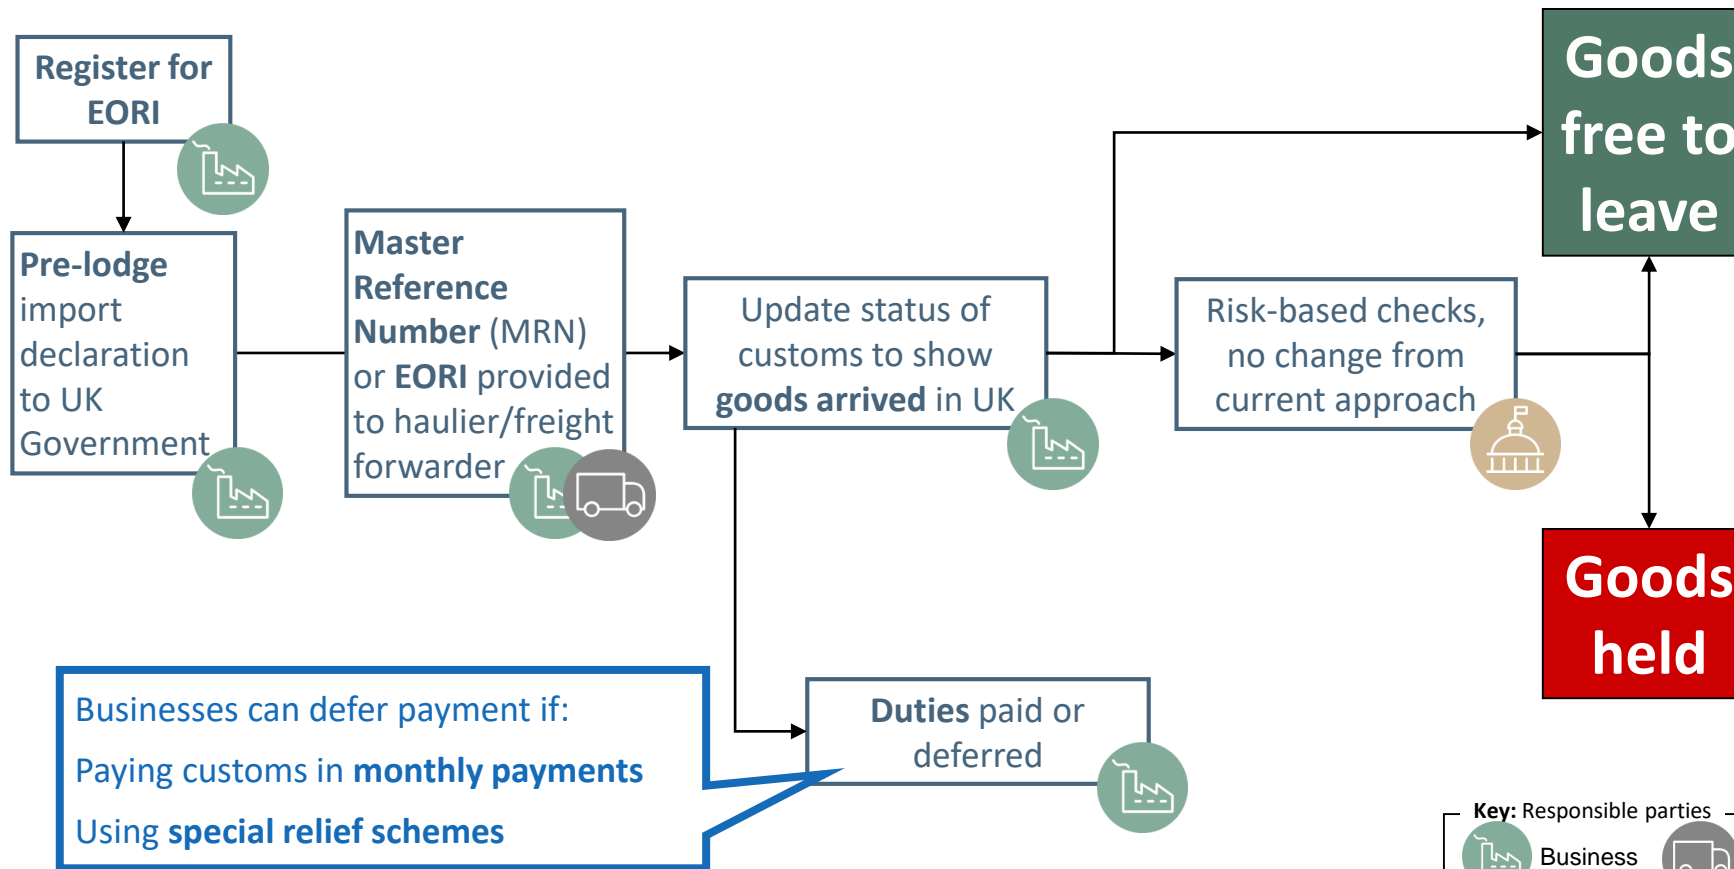 Register for
EORI
Pre-lodge
import
declaration
to UK
Government
Master
Reference
Number (MRN)
or EORI provided
to haulier/freight
forwarder
Update status of
customs to show
goods arrived in UK
Risk-based checks,
no change from
current approach
Goods
free to
leave
Goods
held
Duties paid or
deferred
Businesses can defer payment if:
Paying customs in monthly payments
Using special relief schemes
Key: Responsible parties
Business